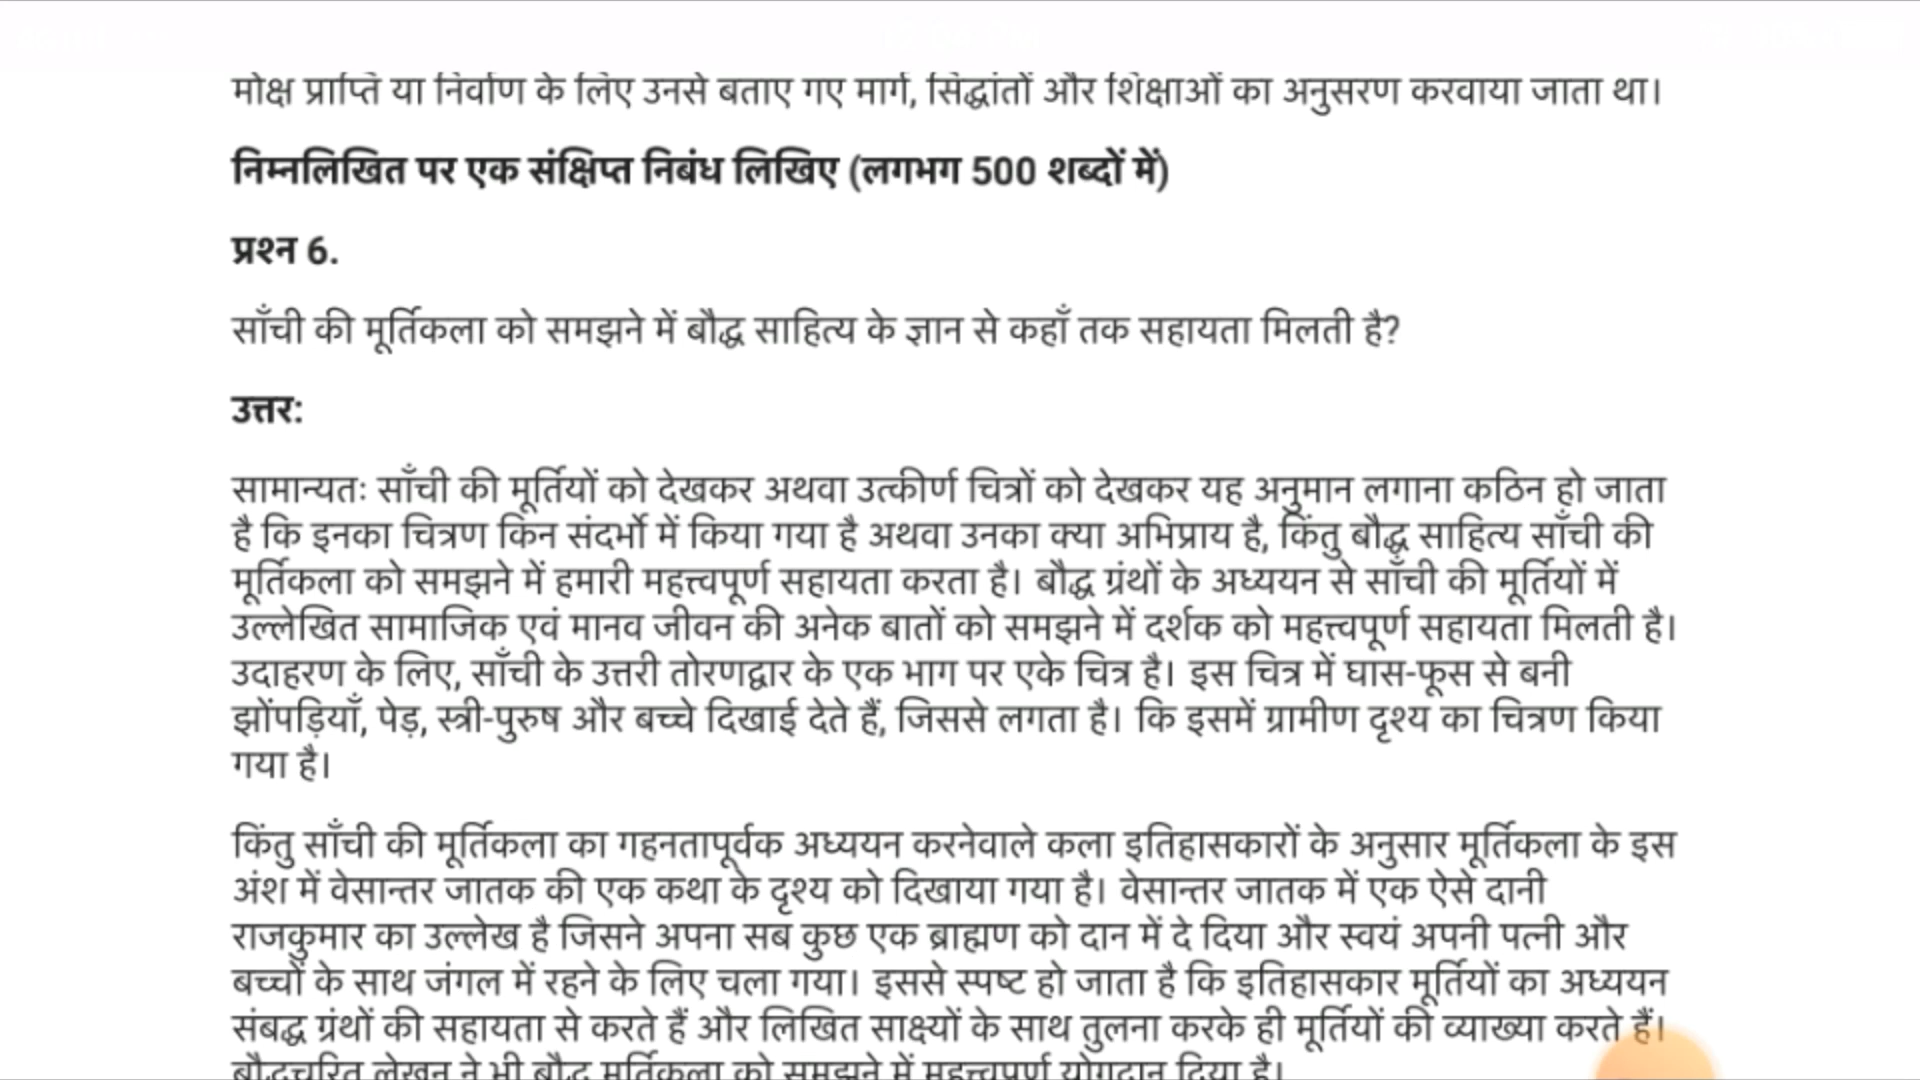 मोक्ष प्राप्ति या निर्वाण के लिए उनसे बताए गए मार्ग, सिद्धांतों और शिक्षाओं का अनुसरण करवाया जाता था।
निम्नलिखित पर एक संक्षिप्त निबंध लिखिए (लगभग 500 शब्दों में)
प्रश्न 6.
साँची की मूर्तिकला को समझने में बौद्ध साहित्य के ज्ञान से कहाँ तक सहायता मिलती है?
उत्तर:
सामान्यतः साँची की मूर्तियों को देखकर अथवा उत्कीर्ण चित्रों को देखकर यह अनुमान लगाना कठिन हो जाता
है कि इनका चित्रण किन संदर्भो में किया गया है अथवा उनका क्या अभिप्राय है, किंतु बौद्ध साहित्य साँची की
मूर्तिकला को समझने में हमारी महत्त्वपूर्ण सहायता करता है। बौद्ध ग्रंथों के अध्ययन से साँची की मूर्तियों में
उल्लेखित सामाजिक एवं मानव जीवन की अनेक बातों को समझने में दर्शक को महत्त्वपूर्ण सहायता मिलती है।
उदाहरण के लिए, साँची के उत्तरी तोरणद्वार के एक भाग पर एके चित्र है। इस चित्र में घास-फूस से बनी
झोंपड़ियाँ, पेड़, स्त्री-पुरुष और बच्चे दिखाई देते हैं, जिससे लगता है। कि इसमें ग्रामीण दृश्य का चित्रण किया
गया है।
किंतु साँची की मूर्तिकला का गहनतापूर्वक अध्ययन करनेवाले कला इतिहासकारों के अनुसार मूर्तिकला के इस
अंश में वेसान्तर जातक की एक कथा के दृश्य को दिखाया गया है। वेसान्तर जातक में एक ऐसे दानी
राजकुमार का उल्लेख है जिसने अपना सब कुछ एक ब्राह्मण को दान में दे दिया और स्वयं अपनी पत्नी और
बच्चों के साथ जंगल में रहने के लिए चला गया। इससे स्पष्ट हो जाता है कि इतिहासकार मूर्तियों का अध्ययन
संबद्ध ग्रंथों की सहायता से करते हैं और लिखित साक्ष्यों के साथ तुलना करके ही मूर्तियों की व्याख्या करते हैं।
बौद्धचरित लेखन ने भी बौद्ध मूर्तिकला को समझने में महत्त्वपूर्ण योगदान दिया है।